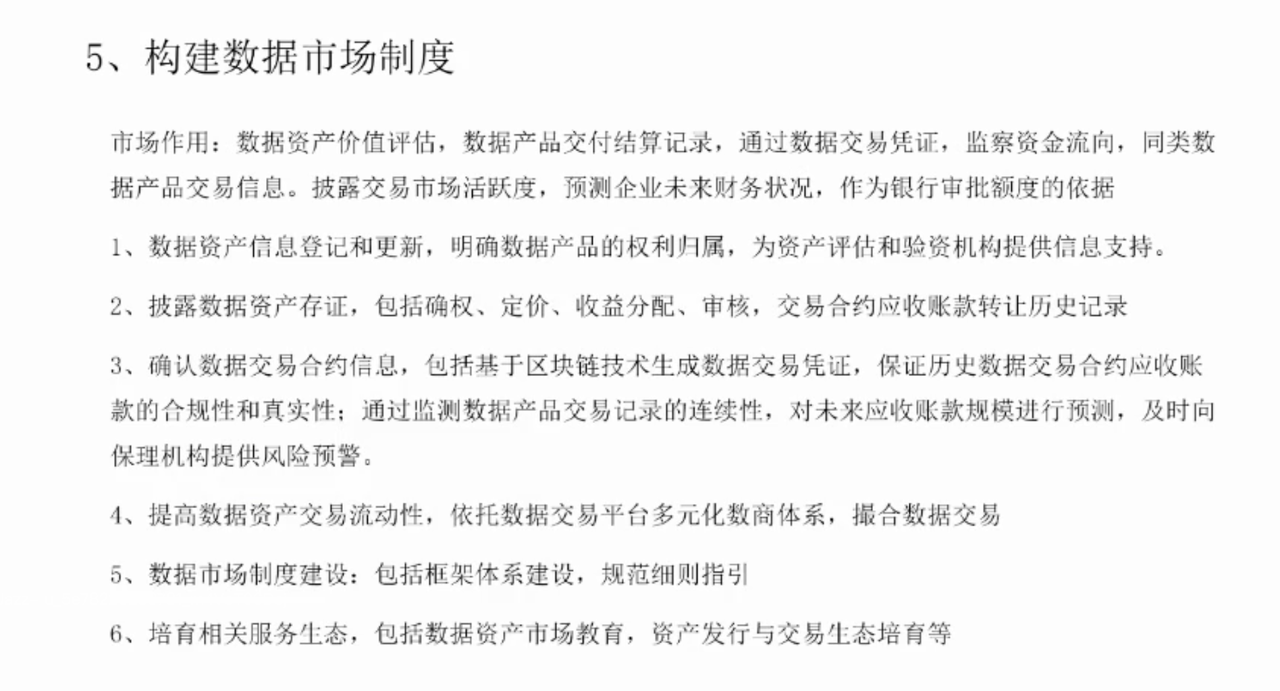 5、构建数据市场制度
市场作用：数据资产价值评估，数据产品交付结算记录，通过数据交易凭证，监察资金流向，同类数
据产品交易信息。披露交易市场活跃度，预测企业未来财务状况，作为银行审批额度的依据
1、数据资产信息登记和更新，明确数据产品的权利归属，为资产评估和验资机构提供信息支持。
2、披露数据资产存证，包括确权、定价、收益分配、审核，交易合约应收账款转让历史记录
3、确认数据交易合约信息，包括基于区块链技术生成数据交易凭证，保证历史数据交易合约应收账
款的合规性和真实性；通过监测数据产品交易记录的连续性，对未来应收账款规模进行预测，及时向
保理机构提供风险预警。
4、提高数据资产交易流动性，依托数据交易平台多元化数商体系，撮合数据交易
5、数据市场制度建设：包括框架体系建设，规范细则指引
6、培育相关服务生态，包括数据资产市场教育，资产发行与交易生态培育等